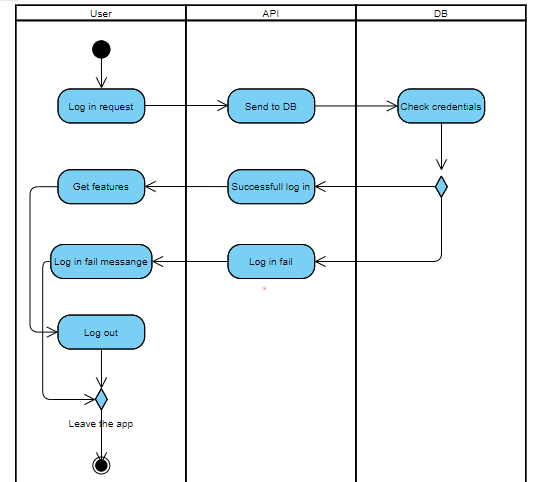 User
API
DB
Log in request
Send to DB
Check credentials
Get features
Successfull log in
Log in fail messange
Log in fail
Log out
Leave the app